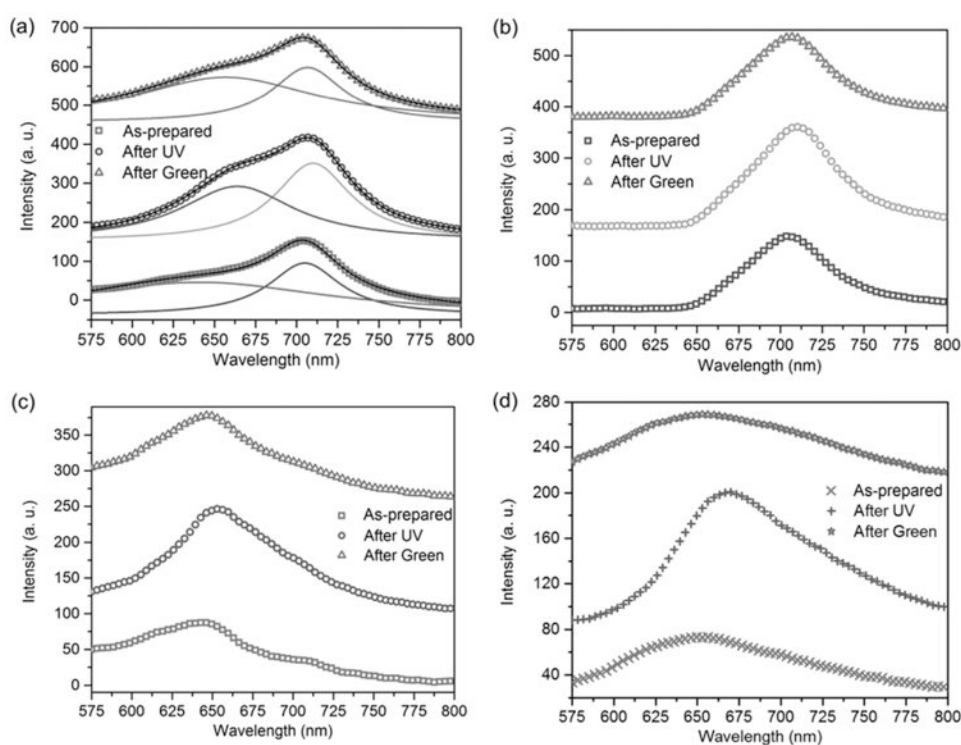 (a)
700
600
500
400
300
200
100
0
Intensity (a. u.)
As-prepared
After UV
After Green
575 600 625 650 675 700 725 750 775 800
Wavelength (nm)
(b)
500
400
300
200
100
0
Intensity (a. u.)
As-prepared
After UV
After Green
575 600 625 650 675 700 725 750 775 800
Wavelength (nm)
(c)
350
300
250
200
150
100
50
0
Intensity (a. u.)
As-prepared
After UV
After Green
575 600 625 650 675 700 725 750 775 800
Wavelength (nm)
(d)
280
240
200
160
120
80
40
Intensity (a. u.)
As-prepared
After UV
After Green
575 600 625 650 675 700 725 750 775 800
Wavelength (nm)